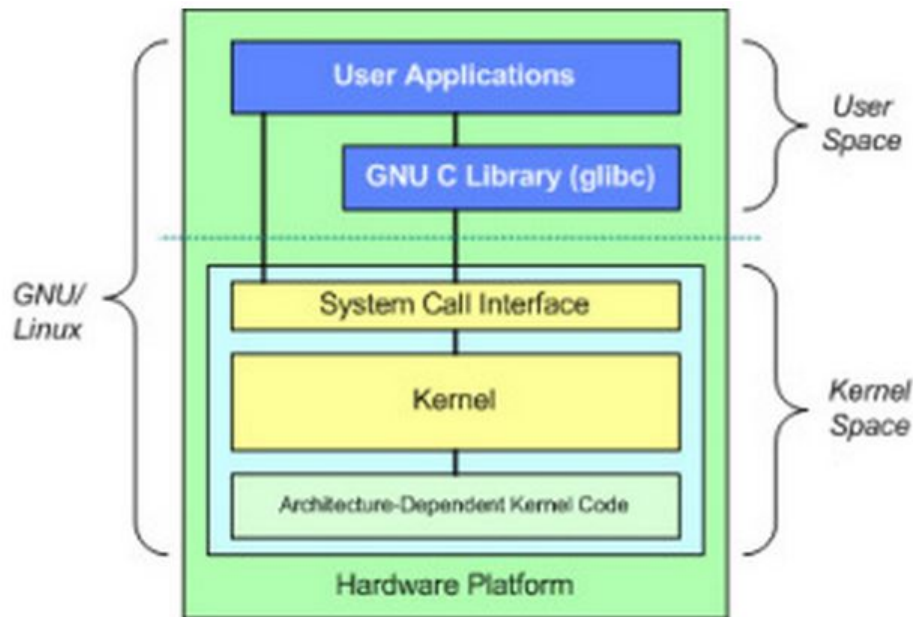 User Applications
User
Space
GNU C Library (glibc)
GNU/
Linux
System Call Interface
Kernel
Kernel
Space
Architecture-Dependent Kernel Code
Hardware Platform